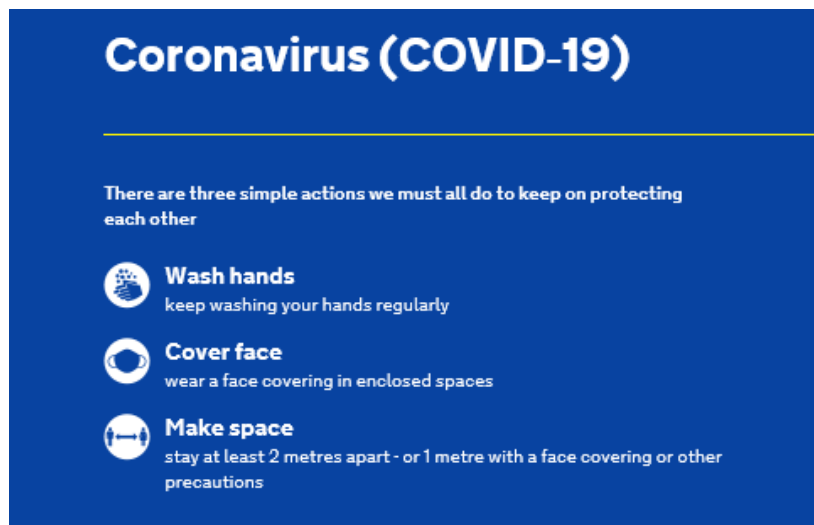 Coronavirus (COVID-19)
There are three simple actions we must all do to keep on protecting
each other
Wash hands
keep washing your hands regularly
Cover face
wear a face covering in enclosed spaces
Make space
stay at least 2 metres apart - or 1 metre with a face covering or other
precautions